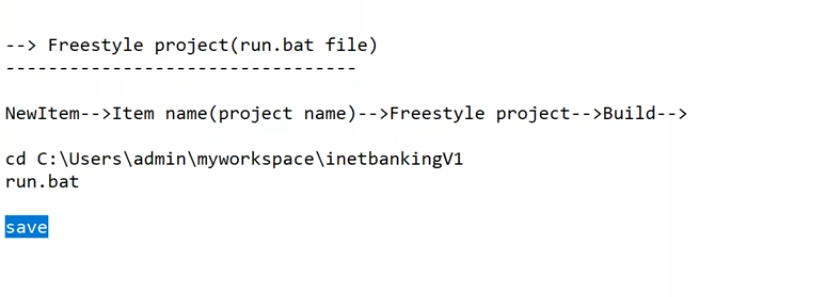 --> Freestyle project(run.bat file)
---------------------------------
NewItem-->Item name(project name)-->Freestyle project-->Build-->
cd C:\Users\admin\myworkspace\inetbankingV1
run.bat
save